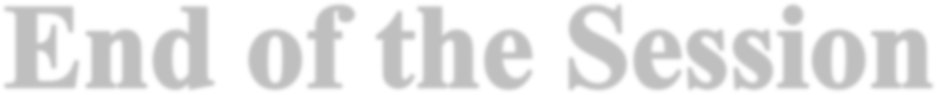 End of the Session